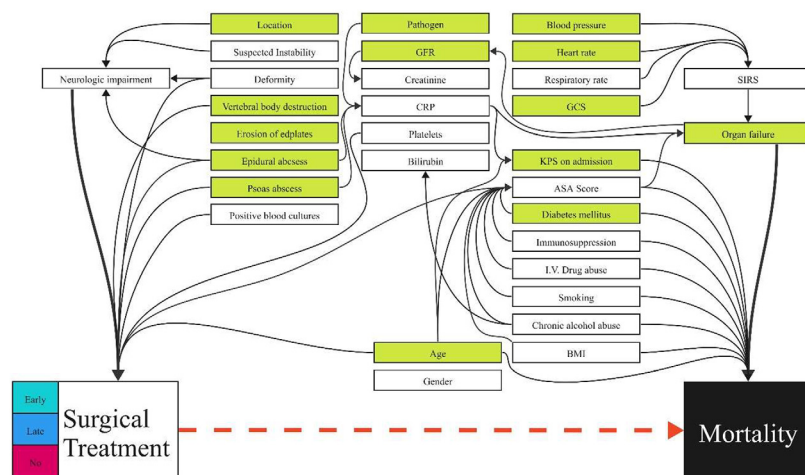 Location
Suspected Instability
Neurologic impairment
Deformity
Vertebral body destruction
Erosion of edplates
Epidural abcsess
Psoas abscess
Positive blood cultures
Pathogen
GFR
Creatinine
CRP
Platelets
Bilirubin
Blood pressure
Heart rate
Respiratory rate
GCS
SIRS
Organ failure
KPS on admission
ASA Score
Diabetes mellitus
Immunosuppression
I.V. Drug abuse
Smoking
Chronic alcohol abuse
BMI
Age
Gender
Early
Late
No
Surgical
Treatment
Mortality